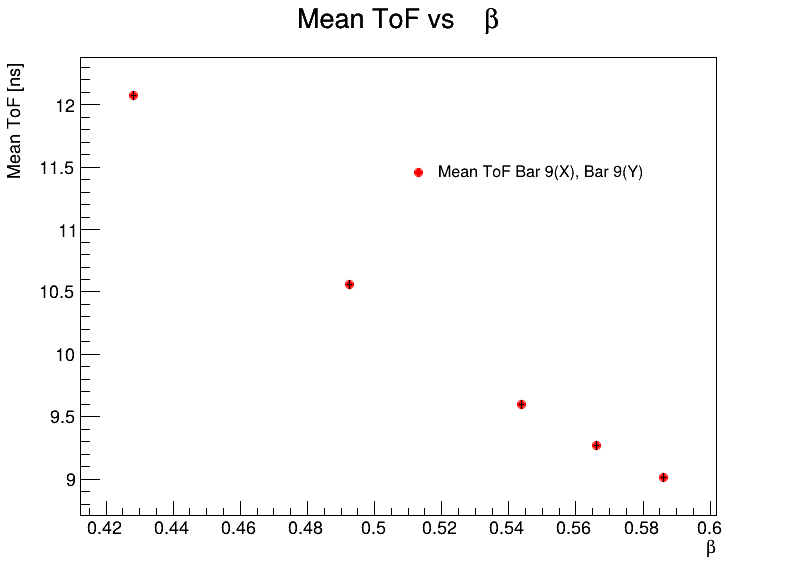 Mean ToF vs β
Mean ToF [ns]
12
11.5
11
10.5
10
9.5
9
Mean ToF Bar 9(X), Bar 9(Y)
0.42 0.44 0.46 0.48 0.5 0.52 0.54 0.56 0.58 0.6
β